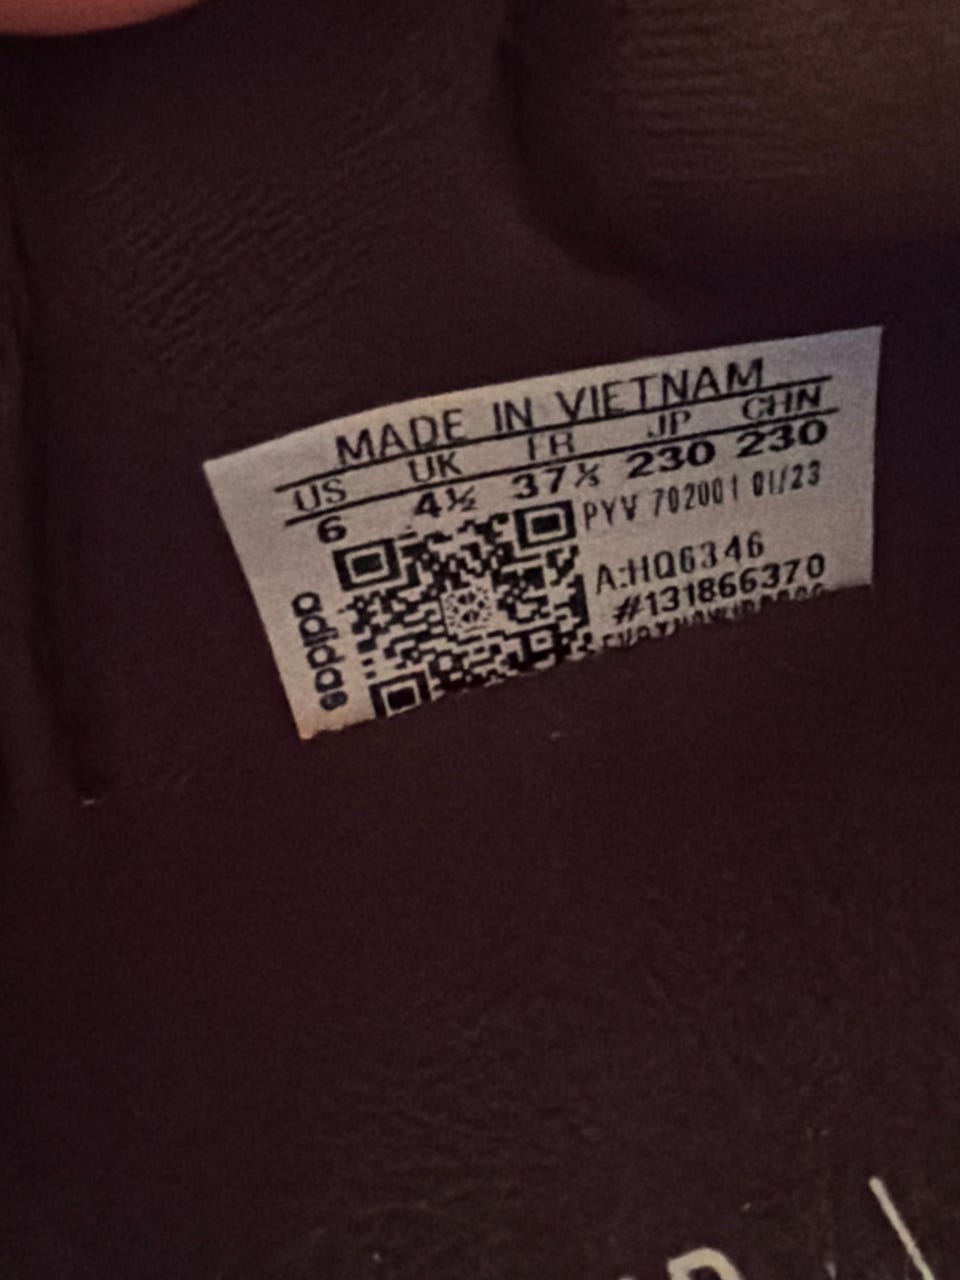 MADE IN VIETNAM
US UK FR JP CHN
6 4½ 37⅓ 230 230
PYV 702001 01/23
A:HQ6346
#131866370
adidas